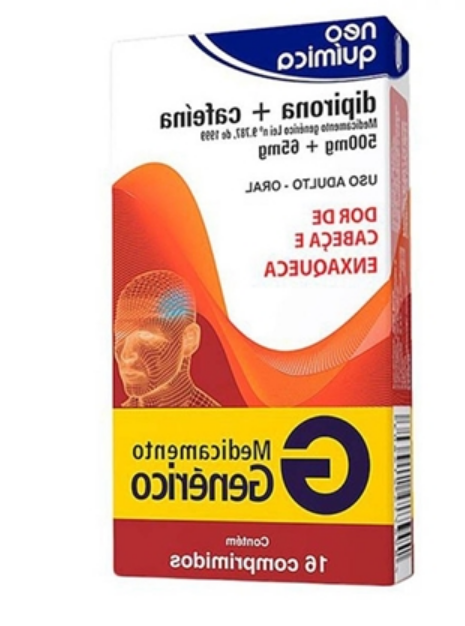 neo
química
dipirona + cafeína
Medicamento genérico Lei nº 9.787, de 1999
500mg + 65mg
USO ADULTO - ORAL
DOR DE
CABEÇA E
ENXAQUECA
G
Medicamento
Genérico
Contém
16 comprimidos